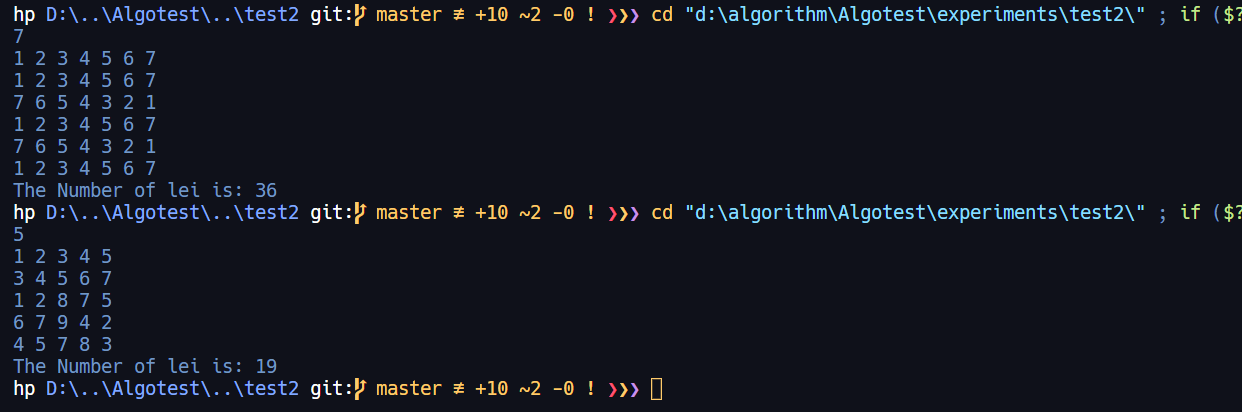 hp D:\..\Algotest\..\test2 git: master ≢ +10 ~2 -0 ! ❯❯❯ cd "d:\algorithm\Algotest\experiments\test2\" ; if ($?
7
1 2 3 4 5 6 7
1 2 3 4 5 6 7
7 6 5 4 3 2 1
1 2 3 4 5 6 7
7 6 5 4 3 2 1
1 2 3 4 5 6 7
The Number of lei is: 36
hp D:\..\Algotest\..\test2 git: master ≢ +10 ~2 -0 ! ❯❯❯ cd "d:\algorithm\Algotest\experiments\test2\" ; if ($?
5
1 2 3 4 5
3 4 5 6 7
1 2 8 7 5
6 7 9 4 2
4 5 7 8 3
The Number of lei is: 19
hp D:\..\Algotest\..\test2 git: master ≢ +10 ~2 -0 ! ❯❯❯